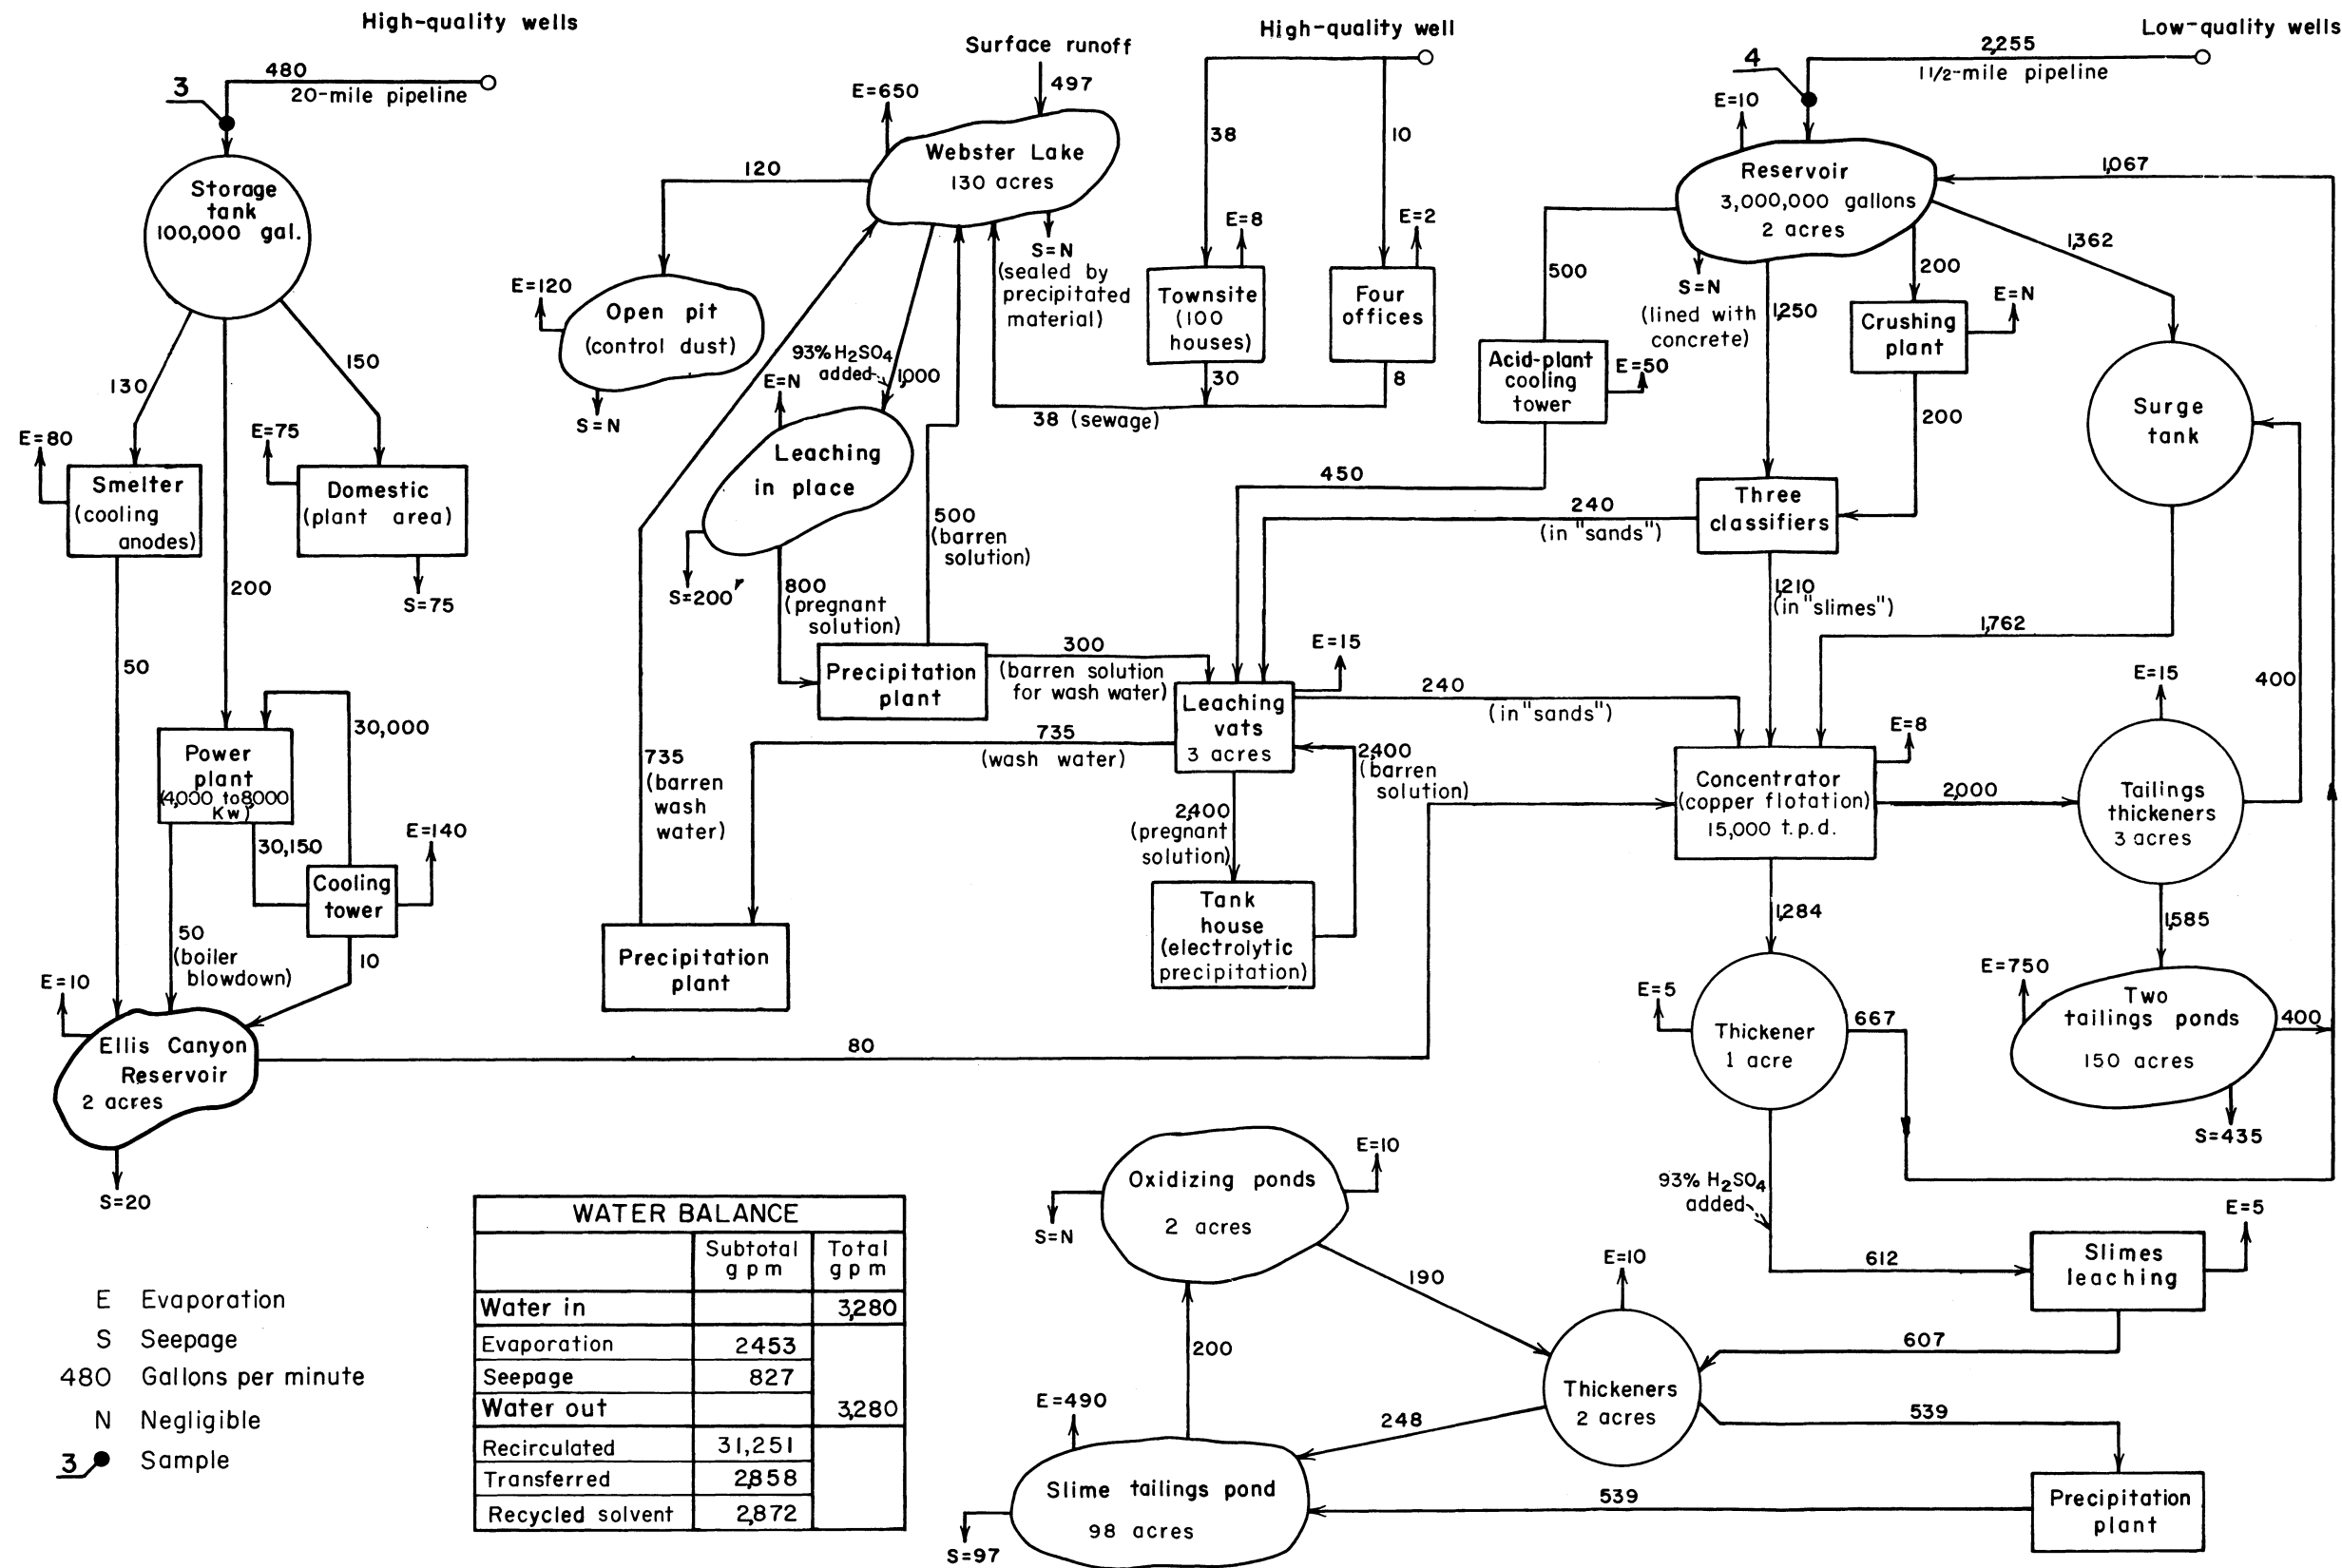 High-quality wells
480
20-mile pipeline
3
Storage
tank
100,000 gal.
130
150
200
E=80
Smelter
(cooling
anodes)
E=75
Domestic
(plant area)
S=75
50
30,000
Power
plant
(4,000 to 8,000
Kw)
30,150
E=140
Cooling
tower
50
(boiler
blowdown)
10
E=10
Ellis Canyon
Reservoir
2 acres
S=20
80
Surface runoff
497
E=650
Webster Lake
130 acres
120
S=N
(sealed by
precipitated
material)
E=120
Open pit
(control dust)
S=N
93% H2SO4
added
1,000
E=N
Leaching
in place
S=200
800
(pregnant
solution)
500
(barren
solution)
Precipitation
plant
300
(barren solution
for wash water)
735
(wash water)
735
(barren
wash
water)
Precipitation
plant
High-quality well
38
10
E=8
E=2
Townsite
(100
houses)
Four
offices
30
8
38 (sewage)
450
240
(in "sands")
E=15
Leaching
vats
3 acres
240
(in "sands")
2,400
(barren
solution)
2,400
(pregnant
solution)
Tank
house
(electrolytic
precipitation)
Low-quality wells
2,255
1 1/2-mile pipeline
4
E=10
Reservoir
3,000,000 gallons
2 acres
1,067
1,362
500
S=N
(lined with
concrete)
1,250
200
Crushing
plant
E=N
200
Acid-plant
cooling
tower
E=50
Surge
tank
Three
classifiers
1,210
(in "slimes")
1,762
400
E=15
E=8
Concentrator
(copper flotation)
15,000 t.p.d.
2,000
Tailings
thickeners
3 acres
1,284
1,585
E=5
Thickener
1 acre
667
E=750
Two
tailings ponds
150 acres
400
S=435
93% H2SO4
added
612
Slimes
leaching
E=5
607
E=10
Oxidizing ponds
2 acres
S=N
190
E=10
Thickeners
2 acres
200
248
539
E=490
Slime tailings pond
98 acres
S=97
539
Precipitation
plant
E Evaporation
S Seepage
480 Gallons per minute
N Negligible
3 Sample
WATER BALANCE
Subtotal Total
gpm gpm
Water in 3,280
Evaporation 2453
Seepage 827
Water out 3,280
Recirculated 31,251
Transferred 2,858
Recycled solvent 2,872